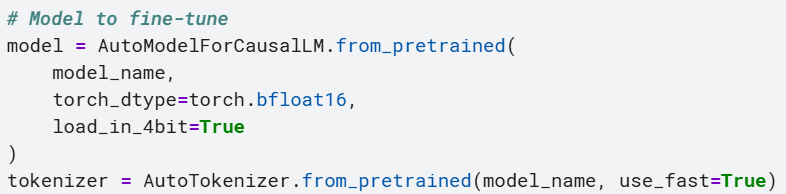 # Model to fine-tune
model = AutoModelForCausalLM.from_pretrained(
    model_name,
    torch_dtype=torch.bfloat16,
    load_in_4bit=True
)
tokenizer = AutoTokenizer.from_pretrained(model_name, use_fast=True)